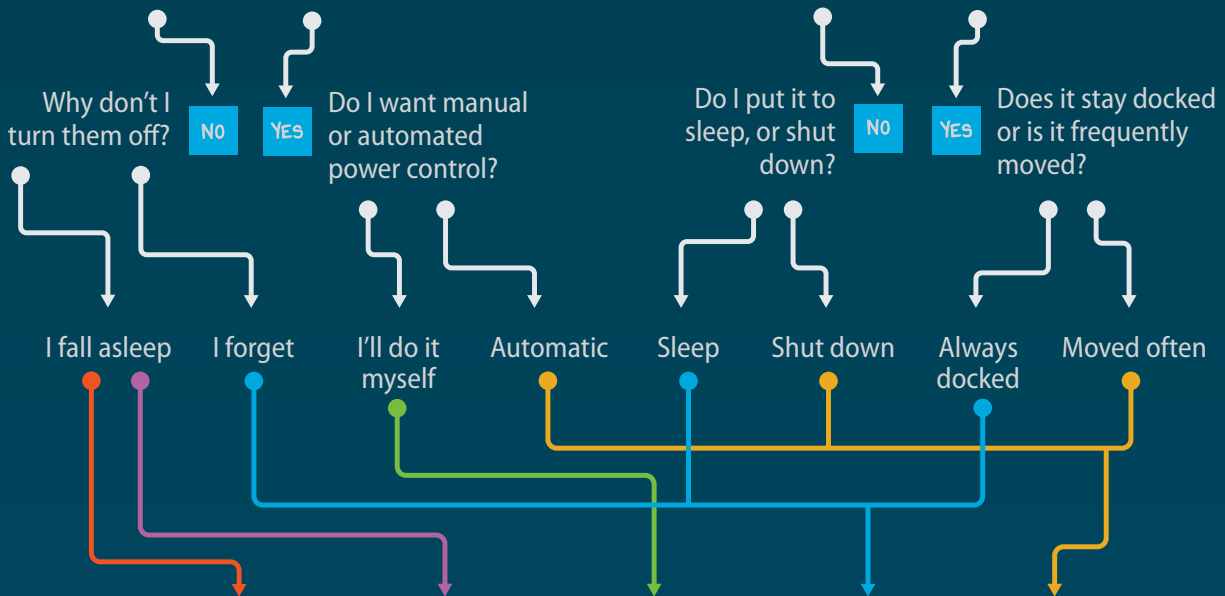 Why don't I
turn them off?
NO
YES
Do I want manual
or automated
power control?
Do I put it to
sleep, or shut
down?
NO
YES
Does it stay docked
or is it frequently
moved?
I fall asleep
I forget
I'll do it
myself
Automatic
Sleep
Shut down
Always
docked
Moved often